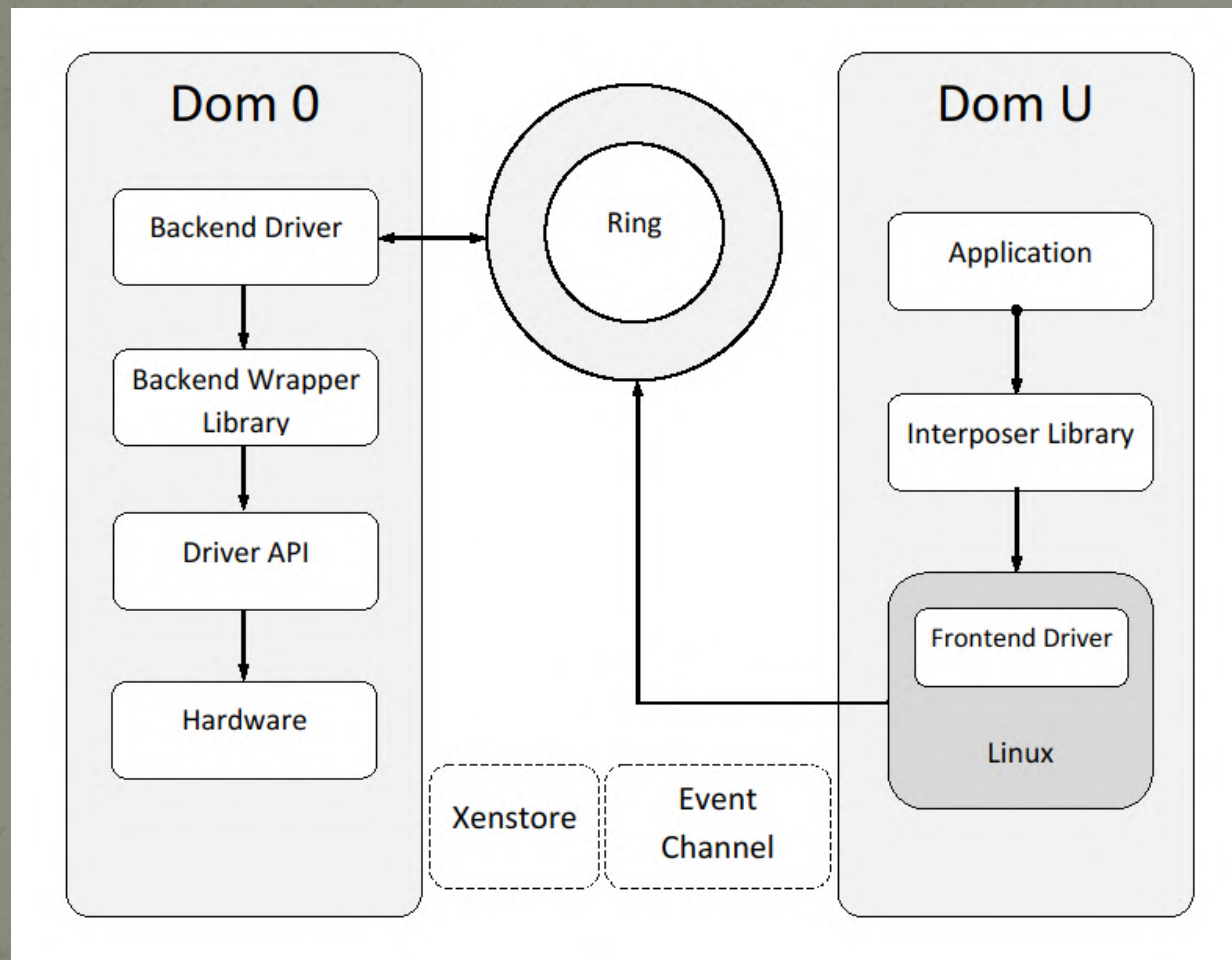 Dom 0
Backend Driver
Backend Wrapper
Library
Driver API
Hardware
Ring
Xenstore
Event
Channel
Dom U
Application
Interposer Library
Frontend Driver
Linux